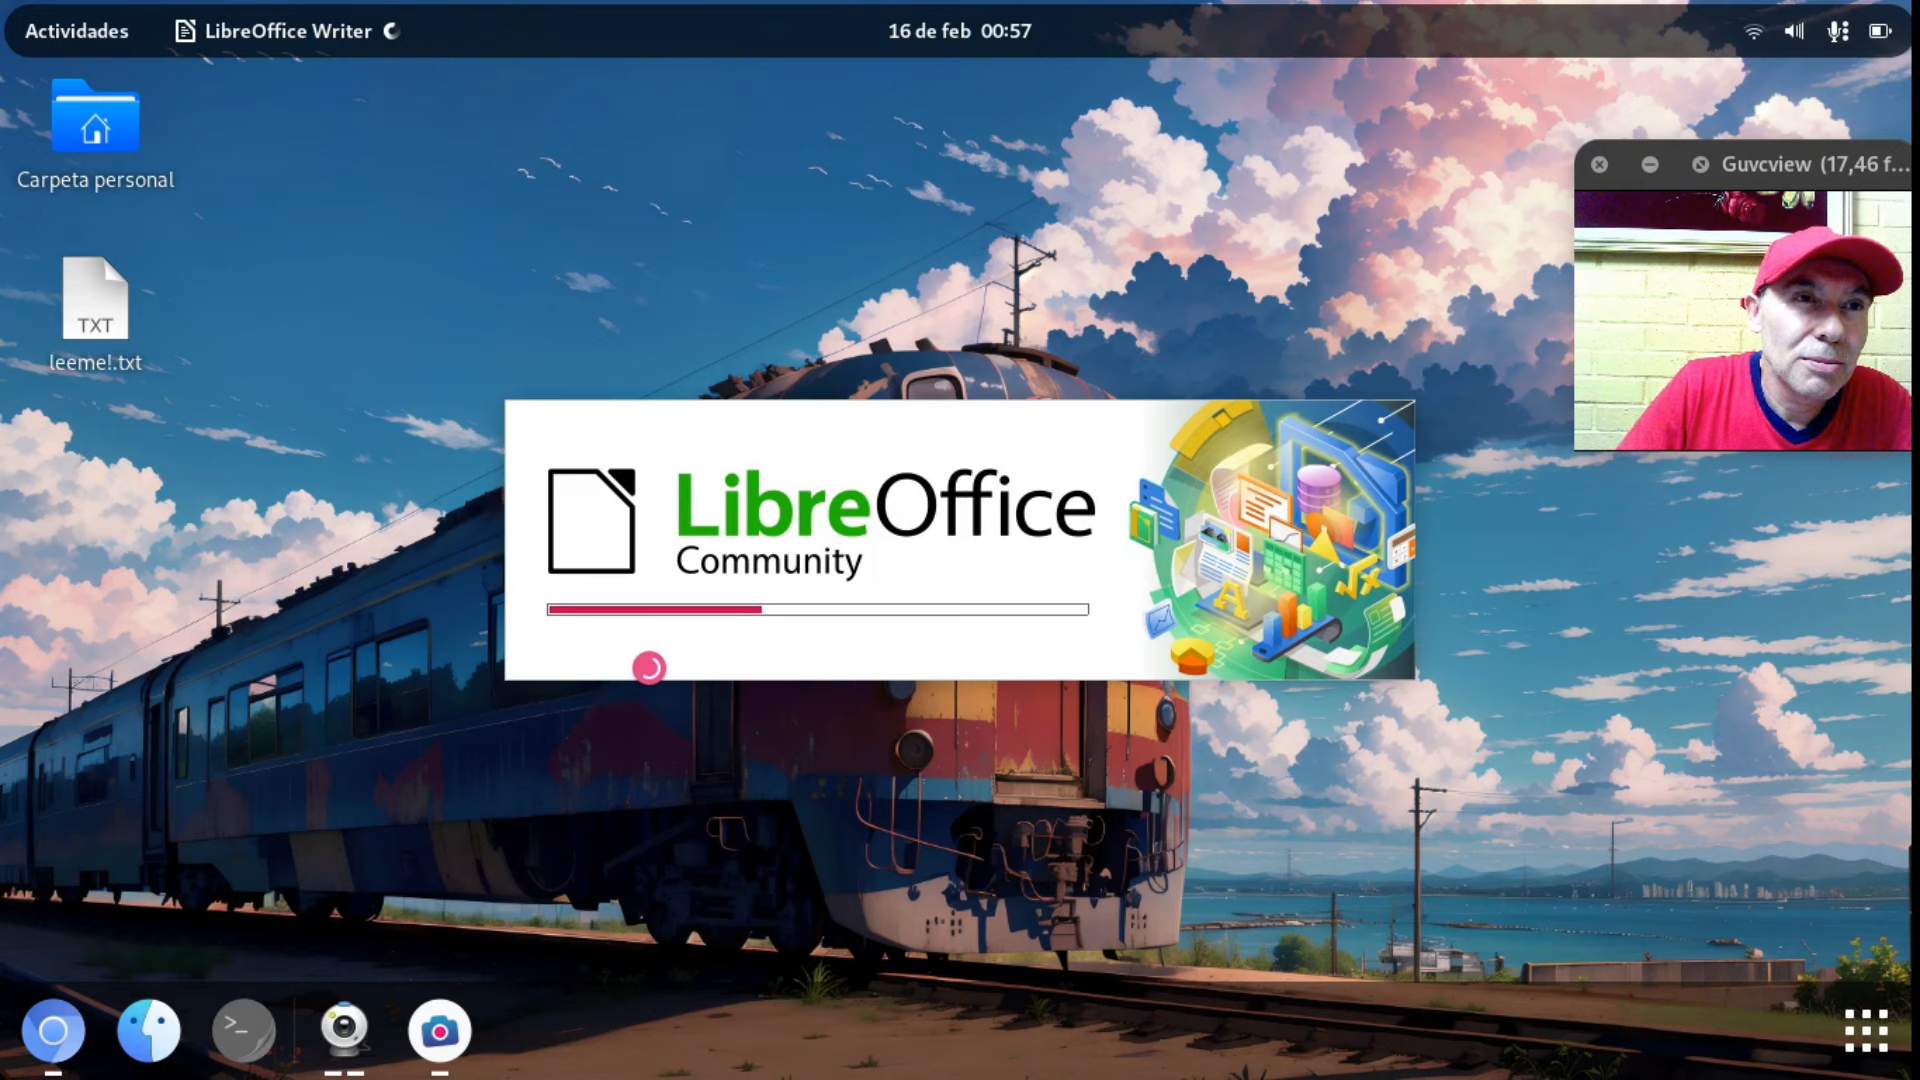 Actividades
LibreOffice Writer
16 de feb 00:57
Carpeta personal
TXT
leeme!.txt
Guvcview (17,46 f...
LibreOffice
Community
>_